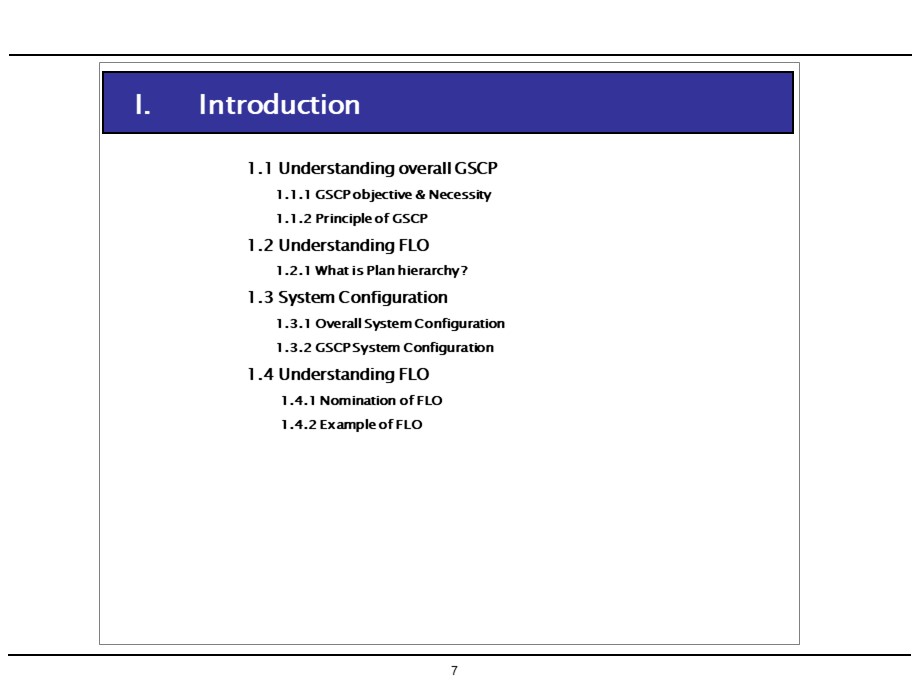 I. Introduction
1.1 Understanding overall GSCP
1.1.1 GSCP objective & Necessity
1.1.2 Principle of GSCP
1.2 Understanding FLO
1.2.1 What is Plan hierarchy?
1.3 System Configuration
1.3.1 Overall System Configuration
1.3.2 GSCP System Configuration
1.4 Understanding FLO
1.4.1 Nomination of FLO
1.4.2 Example of FLO
7